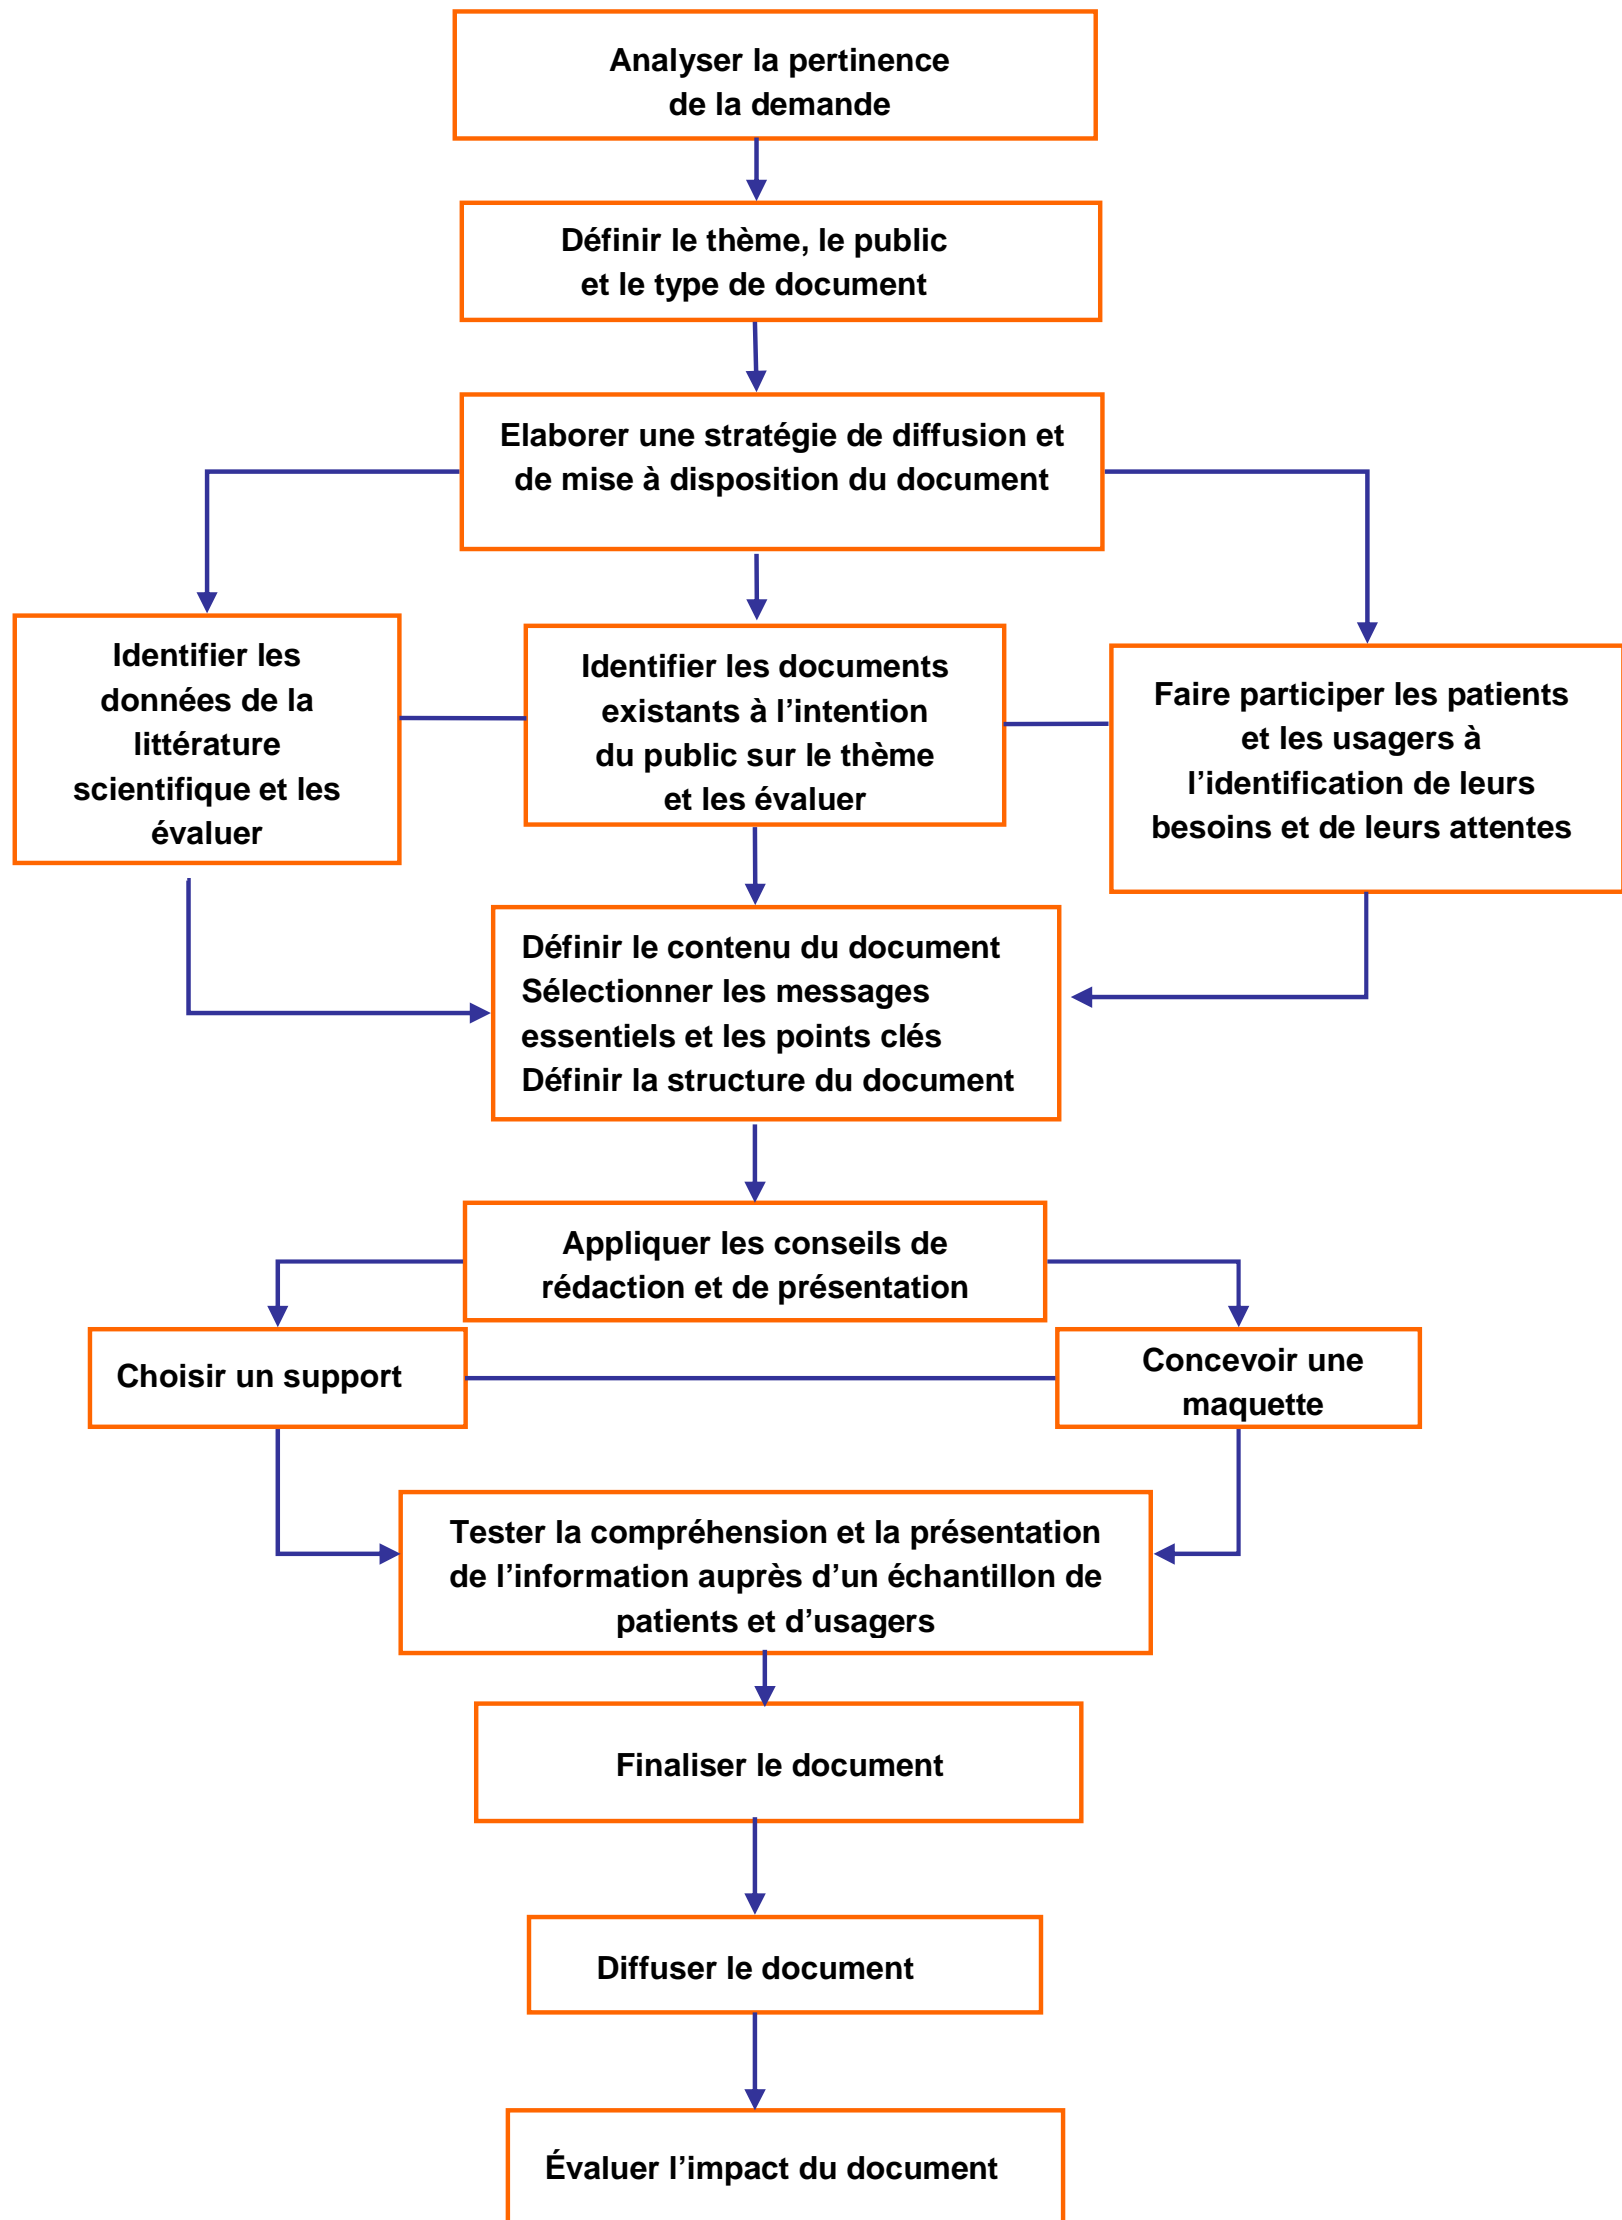 Analyser la pertinence
de la demande
Définir le thème, le public
et le type de document
Elaborer une stratégie de diffusion et
de mise à disposition du document
Identifier les
données de la
littérature
scientifique et les
évaluer
Identifier les documents
existants à l’intention
du public sur le thème
et les évaluer
Faire participer les patients
et les usagers à
l’identification de leurs
besoins et de leurs attentes
Définir le contenu du document
Sélectionner les messages
essentiels et les points clés
Définir la structure du document
Appliquer les conseils de
rédaction et de présentation
Choisir un support
Concevoir une
maquette
Tester la compréhension et la présentation
de l’information auprès d’un échantillon de
patients et d’usagers
Finaliser le document
Diffuser le document
Évaluer l’impact du document